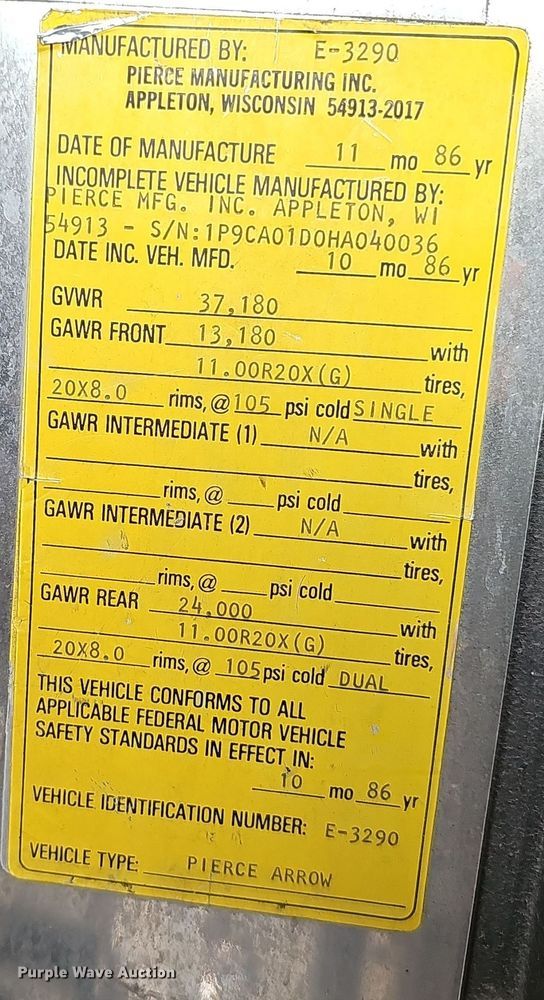 MANUFACTURED BY: E-3290
PIERCE MANUFACTURING INC.
APPLETON, WISCONSIN 54913-2017
DATE OF MANUFACTURE 11 mo 86 yr
INCOMPLETE VEHICLE MANUFACTURED BY:
PIERCE MFG. INC. APPLETON, WI
54913 - S/N:1P9CA01D0HA040036
DATE INC. VEH. MFD. 10 mo 86 yr
GVWR 37,180
GAWR FRONT 13,180 with
11.00R20X(G) tires,
20X8.0 rims, @ 105 psi cold SINGLE
GAWR INTERMEDIATE (1) N/A with
tires,
rims, @ psi cold
GAWR INTERMEDIATE (2) N/A with
tires,
rims, @ psi cold
GAWR REAR 24,000 with
11.00R20X(G) tires,
20X8.0 rims, @ 105 psi cold DUAL
THIS VEHICLE CONFORMS TO ALL
APPLICABLE FEDERAL MOTOR VEHICLE
SAFETY STANDARDS IN EFFECT IN:
10 mo 86 yr
VEHICLE IDENTIFICATION NUMBER: E-3290
VEHICLE TYPE: PIERCE ARROW
Purple Wave Auction